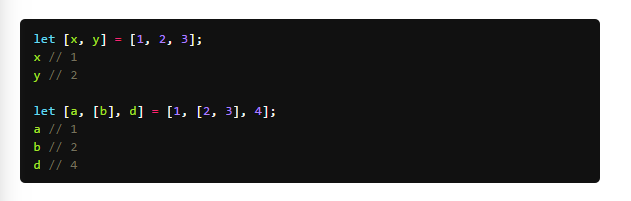 let [x, y] = [1, 2, 3];
x // 1
y // 2
let [a, [b], d] = [1, [2, 3], 4];
a // 1
b // 2
d // 4